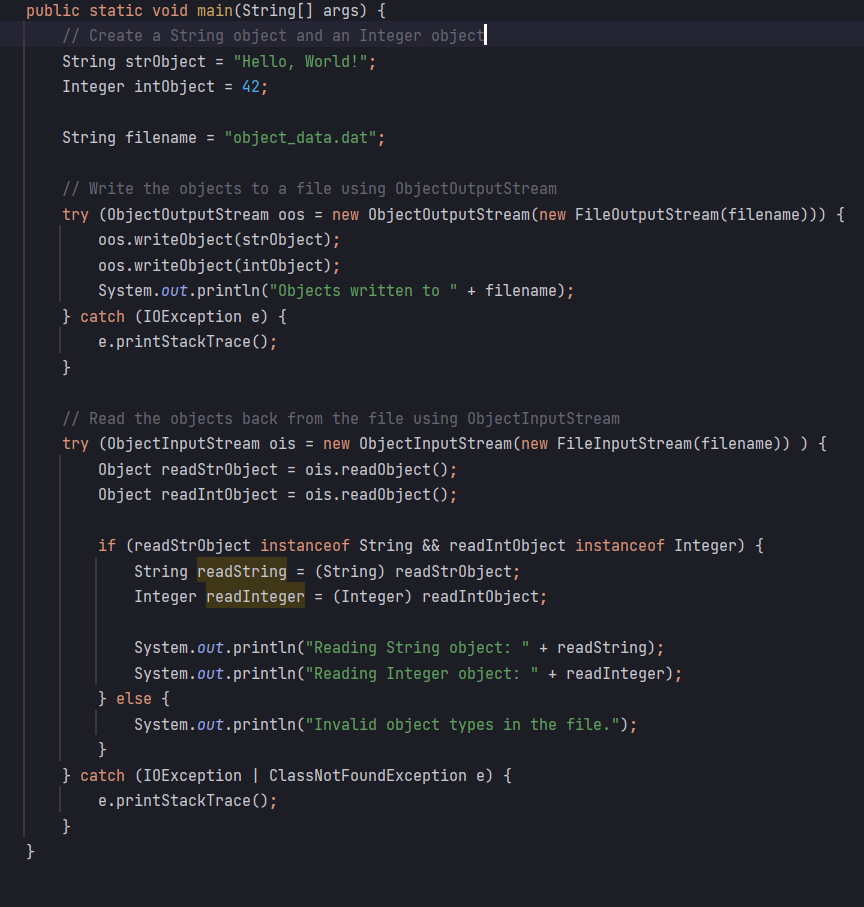 public static void main(String[] args) {
    // Create a String object and an Integer object
    String strObject = "Hello, World!";
    Integer intObject = 42;

    String filename = "object_data.dat";

    // Write the objects to a file using ObjectOutputStream
    try (ObjectOutputStream oos = new ObjectOutputStream(new FileOutputStream(filename))) {
        oos.writeObject(strObject);
        oos.writeObject(intObject);
        System.out.println("Objects written to " + filename);
    } catch (IOException e) {
        e.printStackTrace();
    }

    // Read the objects back from the file using ObjectInputStream
    try (ObjectInputStream ois = new ObjectInputStream(new FileInputStream(filename)) ) {
        Object readStrObject = ois.readObject();
        Object readIntObject = ois.readObject();

        if (readStrObject instanceof String && readIntObject instanceof Integer) {
            String readString = (String) readStrObject;
            Integer readInteger = (Integer) readIntObject;

            System.out.println("Reading String object: " + readString);
            System.out.println("Reading Integer object: " + readInteger);
        } else {
            System.out.println("Invalid object types in the file.");
        }
    } catch (IOException | ClassNotFoundException e) {
        e.printStackTrace();
    }
}